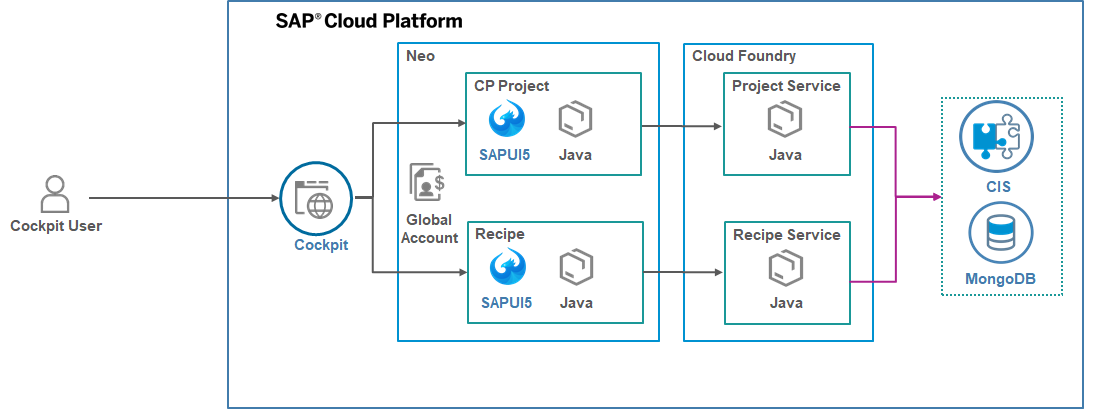 SAP® Cloud Platform
Neo
Cloud Foundry
CP Project
SAPUI5
Java
Project Service
Java
CIS
MongoDB
Cockpit User
Cockpit
Global
Account
Recipe
SAPUI5
Java
Recipe Service
Java